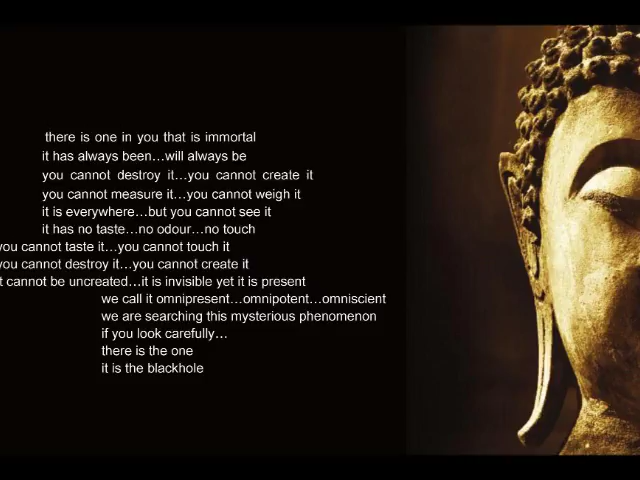 there is one in you that is immortal
it has always been...will always be
you cannot destroy it...you cannot create it
you cannot measure it...you cannot weigh it
it is everywhere...but you cannot see it
it has no taste...no odour...no touch
you cannot taste it...you cannot touch it
you cannot destroy it...you cannot create it
t cannot be uncreated...it is invisible yet it is present
we call it omnipresent...omnipotent...omniscient
we are searching this mysterious phenomenon
if you look carefully...
there is the one
it is the blackhole